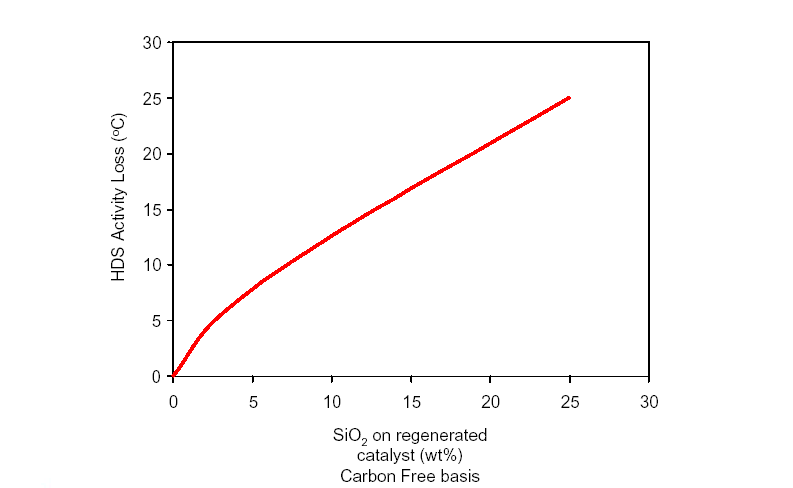 30
25
20
15
10
5
0
HDS Activity Loss (°C)
0 5 10 15 20 25 30
SiO₂ on regenerated
catalyst (wt%)
Carbon Free basis